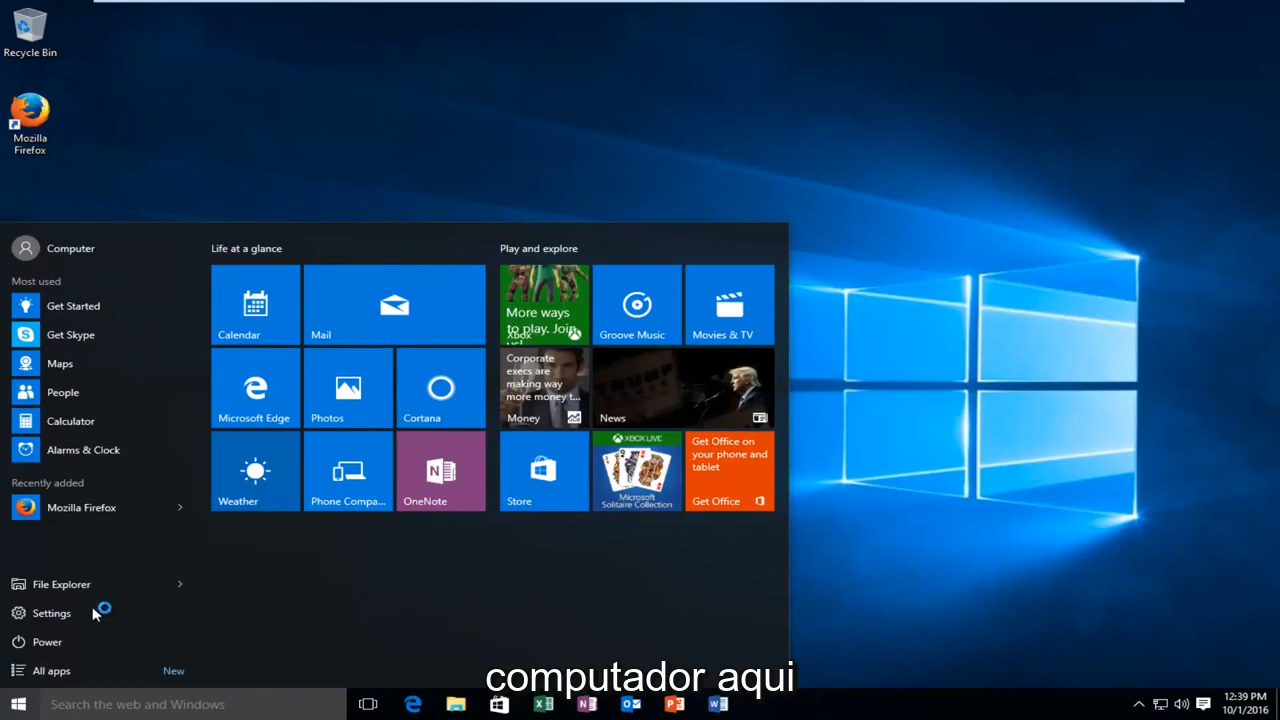 Recycle Bin
Mozilla
Firefox
Computer
Most used
Get Started
Get Skype
Maps
People
Calculator
Alarms & Clock
Recently added
Mozilla Firefox
File Explorer
Settings
Power
All apps
New
Life at a glance
Calendar
Mail
Microsoft Edge
Photos
Cortana
Weather
Phone Compa...
OneNote
Play and explore
More ways
to play. Join
us!
Xbox
Groove Music
Movies & TV
Corporate
execs are
making way
more money t...
Money
News
Store
XBOX LIVE
Microsoft
Solitaire Collection
Get Office on
your phone and
tablet
Get Office
computador aqui
Search the web and Windows
12:39 PM
10/1/2016